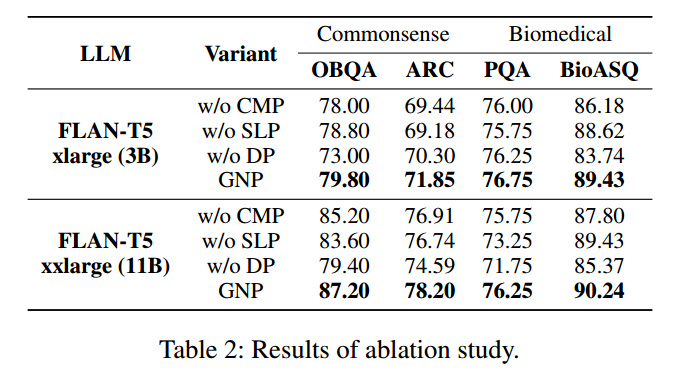 LLM Variant Commonsense Biomedical
OBQA ARC PQA BioASQ
FLAN-T5 xlarge (3B)
w/o CMP 78.00 69.44 76.00 86.18
w/o SLP 78.80 69.18 75.75 88.62
w/o DP 73.00 70.30 76.25 83.74
GNP 79.80 71.85 76.75 89.43
FLAN-T5 xxlarge (11B)
w/o CMP 85.20 76.91 75.75 87.80
w/o SLP 83.60 76.74 73.25 89.43
w/o DP 79.40 74.59 71.75 85.37
GNP 87.20 78.20 76.25 90.24
Table 2: Results of ablation study.